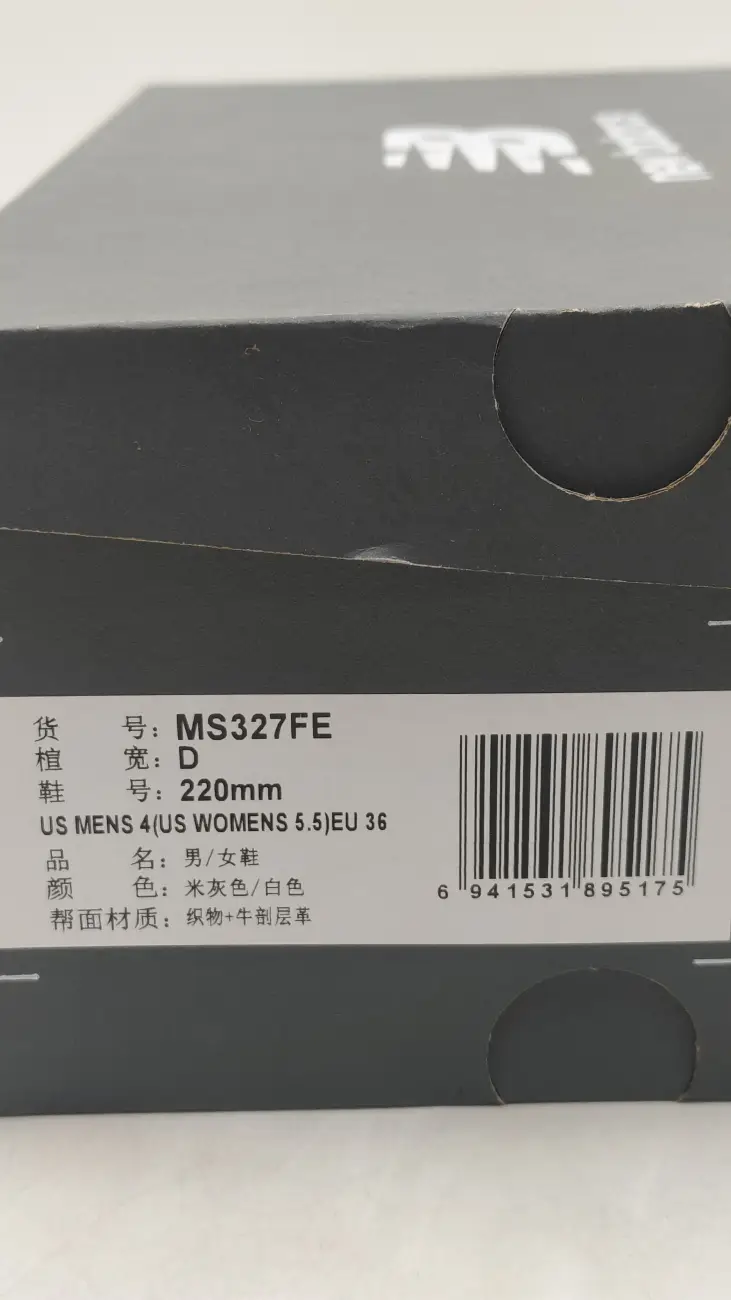 货 号: MS327FE
楦 宽: D
鞋 号: 220mm
US MENS 4(US WOMENS 5.5)EU 36
品 名: 男/女鞋
颜 色: 米灰色/白色
帮面材质: 织物+牛剖层革
6 941531 895175